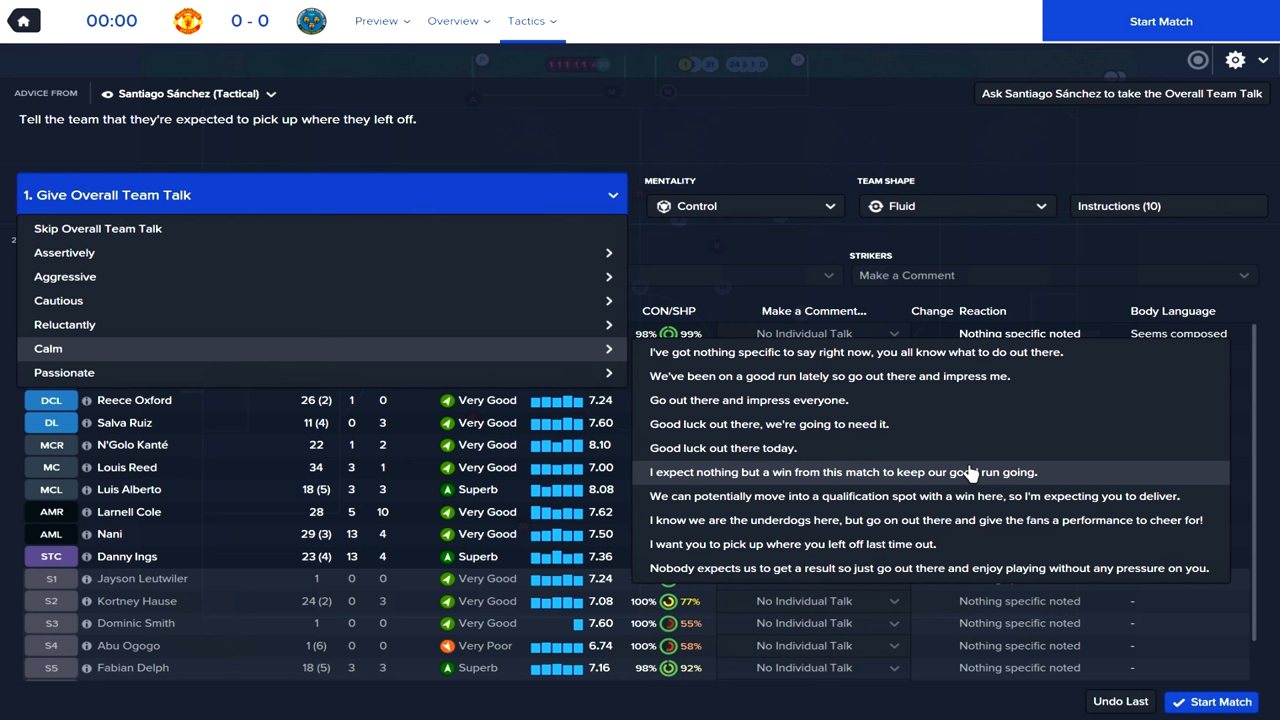 00:00 0 - 0 Preview Overview Tactics Start Match
ADVICE FROM Santiago Sánchez (Tactical) Ask Santiago Sánchez to take the Overall Team Talk
Tell the team that they're expected to pick up where they left off.
MENTALITY TEAM SHAPE
1. Give Overall Team Talk Control Fluid Instructions (10)
Skip Overall Team Talk
Assertively
STRIKERS
Aggressive Make a Comment
Cautious
CON/SHP Make a Comment... Change Reaction Body Language
Reluctantly
98% 99% No Individual Talk Nothing specific noted Seems composed
Calm
Passionate
I've got nothing specific to say right now, you all know what to do out there.
We've been on a good run lately so go out there and impress me.
Go out there and impress everyone.
Good luck out there, we're going to need it.
Good luck out there today.
I expect nothing but a win from this match to keep our good run going.
We can potentially move into a qualification spot with a win here, so I'm expecting you to deliver.
I know we are the underdogs here, but go on out there and give the fans a performance to cheer for!
I want you to pick up where you left off last time out.
Nobody expects us to get a result so just go out there and enjoy playing without any pressure on you.
DCL Reece Oxford 26 (2) 1 0 Very Good 7.24
DL Salva Ruiz 11 (4) 0 3 Very Good 7.60
MCR N'Golo Kanté 22 1 2 Very Good 8.10
MC Louis Reed 34 3 1 Very Good 7.00
MCL Luis Alberto 18 (5) 3 3 Superb 8.08
AMR Larnell Cole 28 5 10 Very Good 7.62
AML Nani 29 (3) 13 4 Very Good 7.50
STC Danny Ings 23 (4) 13 4 Superb 7.36
S1 Jayson Leutwiler 1 0 0 Very Good 7.24
S2 Kortney Hause 24 (2) 0 3 Very Good 7.08 100% 77% No Individual Talk Nothing specific noted -
S3 Dominic Smith 1 0 0 Very Good 7.60 100% 55% No Individual Talk Nothing specific noted -
S4 Abu Ogogo 1 (6) 0 0 Very Poor 6.74 100% 58% No Individual Talk Nothing specific noted -
S5 Fabian Delph 18 (5) 3 3 Superb 7.16 98% 92% No Individual Talk Nothing specific noted -
Undo Last Start Match